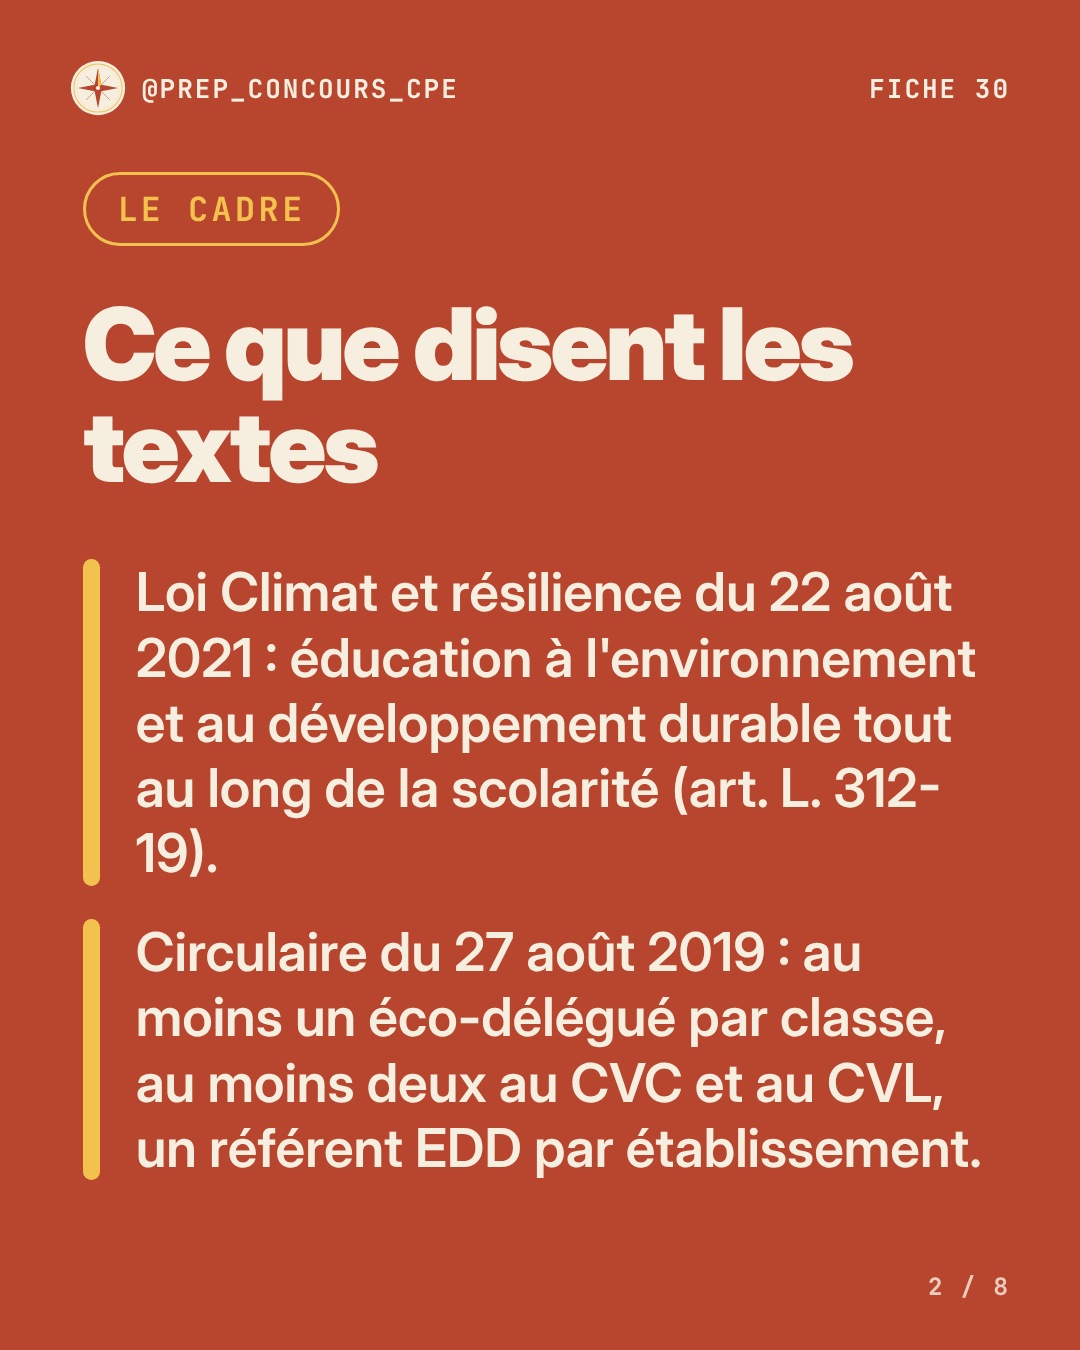 @PREP_CONCOURS_CPE
FICHE 30
LE CADRE
Ce que disent les
textes
Loi Climat et résilience du 22 août
2021 : éducation à l'environnement
et au développement durable tout
au long de la scolarité (art. L. 312-
19).
Circulaire du 27 août 2019 : au
moins un éco-délégué par classe,
au moins deux au CVC et au CVL,
un référent EDD par établissement.
2 / 8